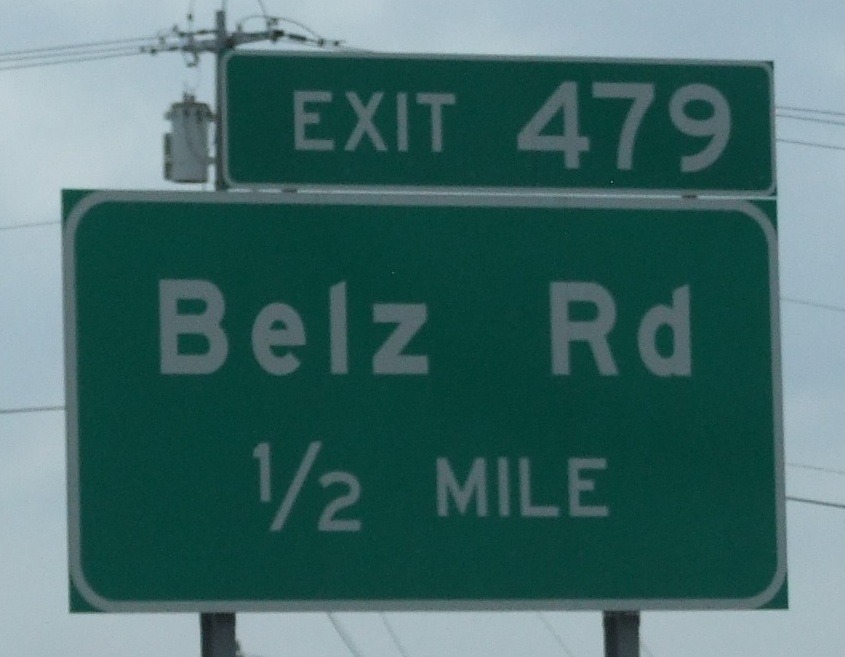 EXIT 479
Belz Rd
1/2 MILE